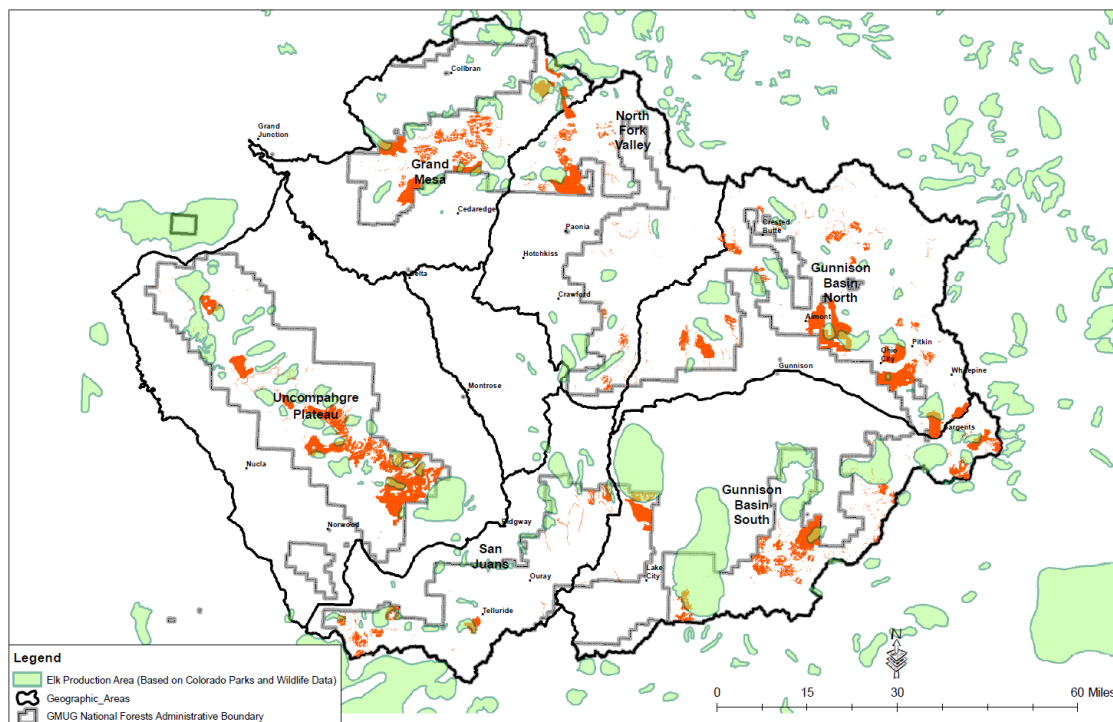 Collbran
Grand
Junction
North
Fork
Valley
Grand
Mesa
Cedaredge
Crested
Butte
Paonia
Hotchkiss
Delta
Gunnison
Basin
North
Crawford
Almont
Pitkin
Ohio
City
Whitepine
Gunnison
Montrose
Uncompahgre
Plateau
Sargents
Nucla
Gunnison
Basin
South
Norwood
Ridgway
San
Juans
Lake
City
Ouray
Telluride
N
Legend
Elk Production Area (Based on Colorado Parks and Wildlife Data)
Geographic_Areas
GMUG National Forests Administrative Boundary
0 15 30 60 Miles